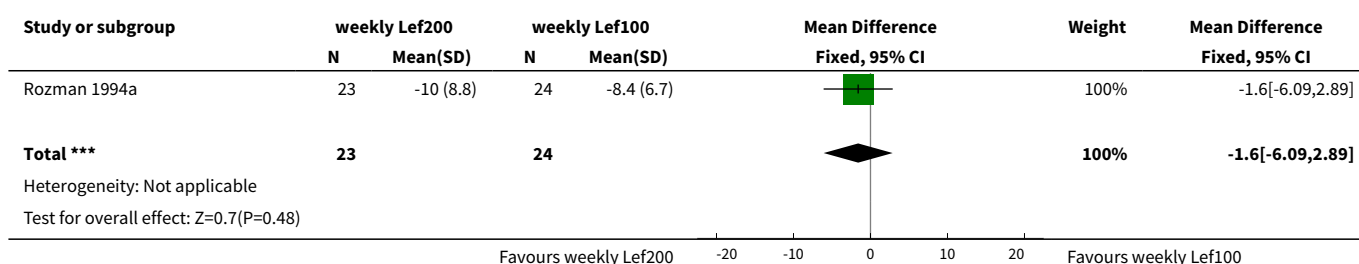 Study or subgroup weekly Lef200 weekly Lef100 Mean Difference Weight Mean Difference
N Mean(SD) N Mean(SD) Fixed, 95% CI Fixed, 95% CI
Rozman 1994a 23 -10 (8.8) 24 -8.4 (6.7) 100% -1.6[-6.09,2.89]
Total *** 23 24 100% -1.6[-6.09,2.89]
Heterogeneity: Not applicable
Test for overall effect: Z=0.7(P=0.48)
Favours weekly Lef200 -20 -10 0 10 20 Favours weekly Lef100